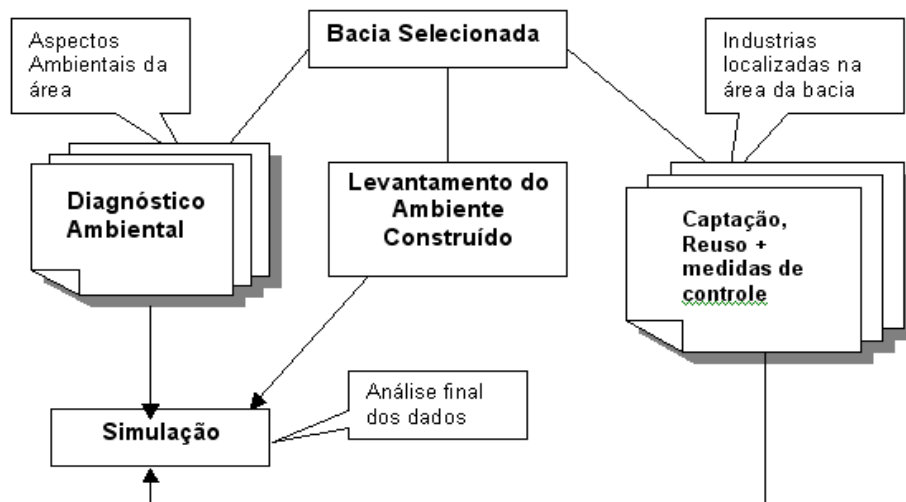 Aspectos
Ambientais da
área
Bacia Selecionada
Industrias
localizadas na
área da bacia
Diagnóstico
Ambiental
Levantamento do
Ambiente
Construído
Captação,
Reuso +
medidas de
controle
Análise final
dos dados
Simulação